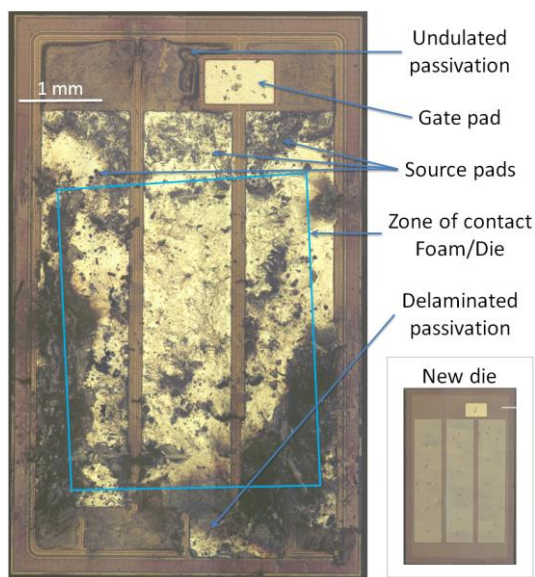 Undulated
passivation
1 mm
Gate pad
Source pads
Zone of contact
Foam/Die
Delaminated
passivation
New die